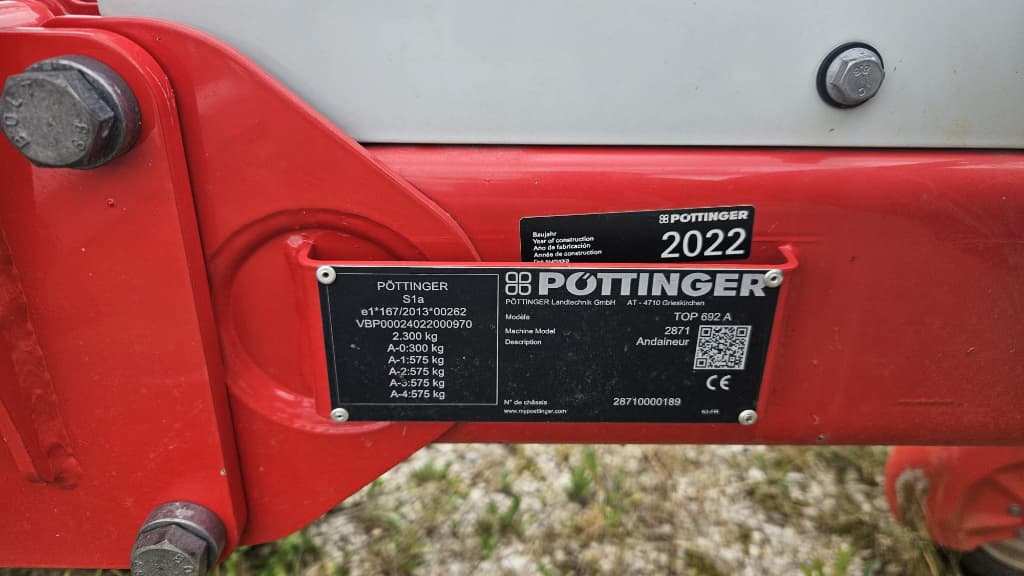 PÖTTINGER
Baujahr
Year of construction
Ano de fabricación
Année de construction
2022
PÖTTINGER
S1a
e1*167/2013*00262
VBP00024022000970
2.300 kg
A-0:300 kg
A-1:575 kg
A-2:575 kg
A-3:575 kg
A-4:575 kg
PÖTTINGER
PÖTTINGER Landtechnik GmbH AT - 4710 Grieskirchen
Modèle TOP 692 A
Machine Model 2871
Description Andaineur
CE
N° de châssis 28710000189
www.mypoettinger.com